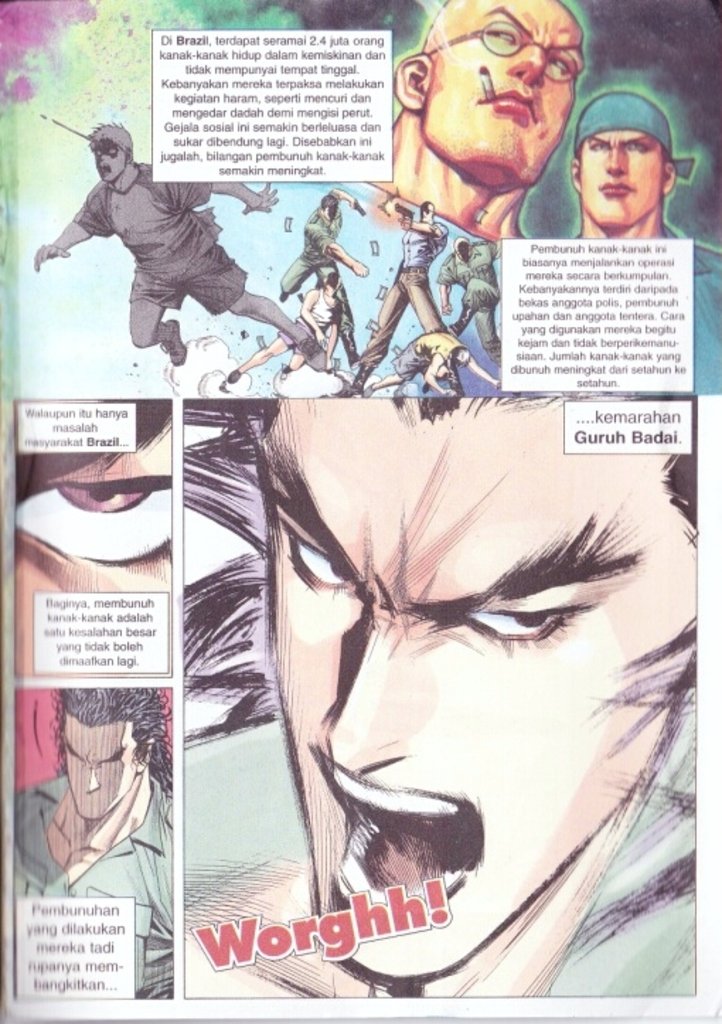 Di Brazil, terdapat seramai 2.4 juta orang
kanak-kanak hidup dalam kemiskinan dan
tidak mempunyai tempat tinggal.
Kebanyakan mereka terpaksa melakukan
kegiatan haram, seperti mencuri dan
mengedar dadah demi mengisi perut.
Gejala sosial ini semakin berleluasa dan
sukar dibendung lagi. Disebabkan ini
jugalah, bilangan pembunuh kanak-kanak
semakin meningkat.
Pembunuh kanak-kanak ini
biasanya menjalankan operasi
mereka secara berkumpulan.
Kebanyakannya terdiri daripada
bekas anggota polis, pembunuh
upahan dan anggota tentera. Cara
yang digunakan mereka begitu
kejam dan tidak berperikemanu-
siaan. Jumlah kanak-kanak yang
dibunuh meningkat dari setahun ke
setahun.
Walaupun itu hanya
masalah
masyarakat Brazil...
Baginya, membunuh
kanak-kanak adalah
satu kesalahan besar
yang tidak boleh
dimaafkan lagi.
Pembunuhan
yang dilakukan
mereka tadi
rupanya mem-
bangkitkan...
....kemarahan
Guruh Badai.
Worghh!